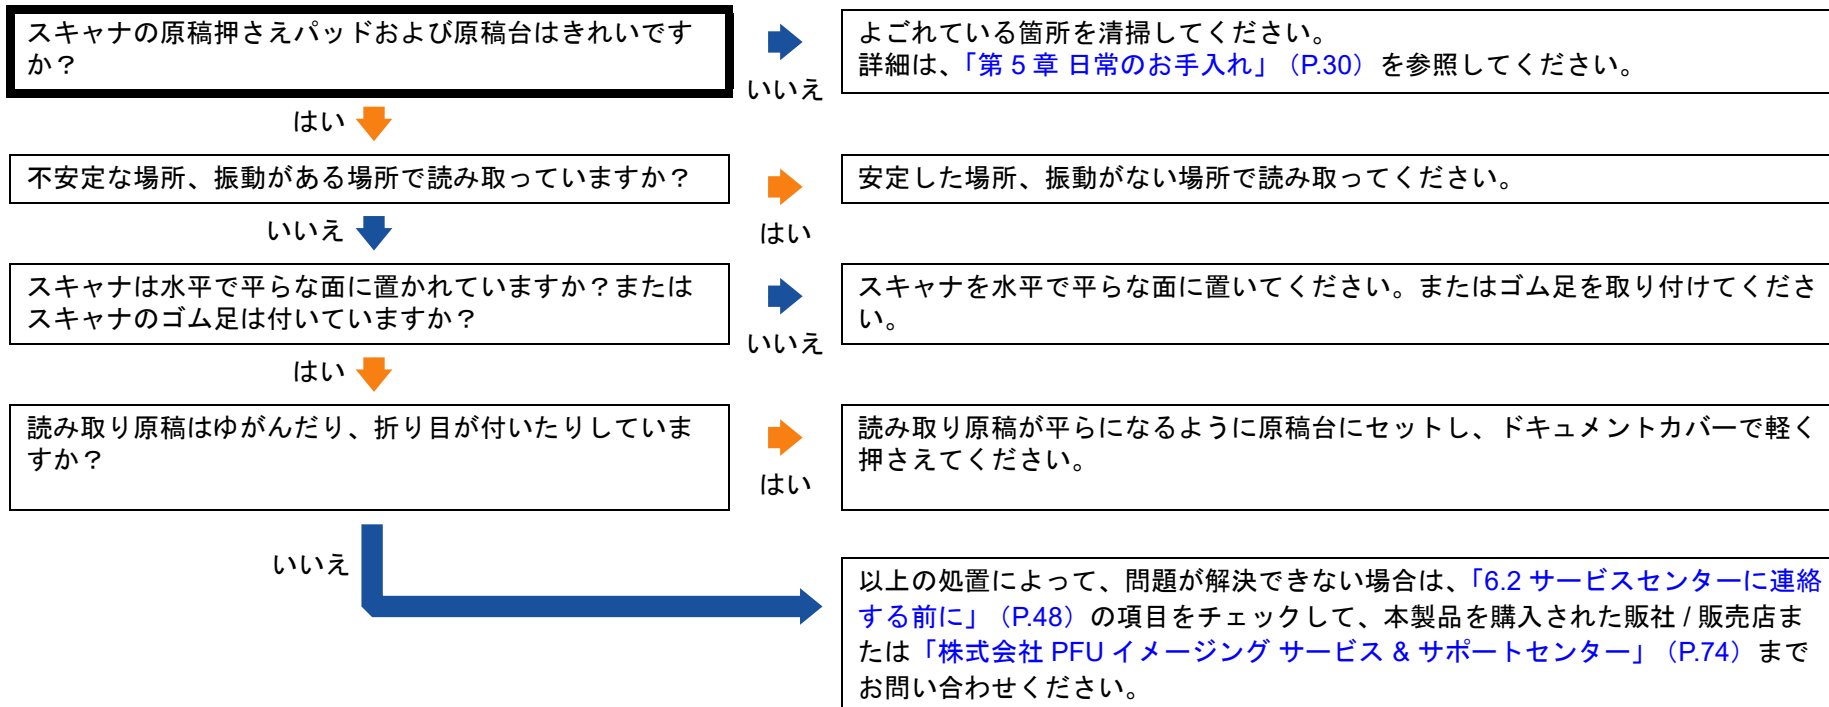 スキャナの原稿押さえパッドおよび原稿台はきれいです
か？
いいえ
よごれている箇所を清掃してください。
詳細は、「第 5 章 日常のお手入れ」（P.30）を参照してください。
はい
不安定な場所、振動がある場所で読み取っていますか？
はい
安定した場所、振動がない場所で読み取ってください。
いいえ
スキャナは水平で平らな面に置かれていますか？または
スキャナのゴム足は付いていますか？
いいえ
スキャナを水平で平らな面に置いてください。またはゴム足を取り付けてくださ
い。
はい
読み取り原稿はゆがんだり、折り目が付いたりしていま
すか？
はい
読み取り原稿が平らになるように原稿台にセットし、ドキュメントカバーで軽く
押さえてください。
いいえ
以上の処置によって、問題が解決できない場合は、「6.2 サービスセンターに連絡
する前に」（P.48）の項目をチェックして、本製品を購入された販社 / 販売店ま
たは「株式会社 PFU イメージング サービス & サポートセンター」（P.74）まで
お問い合わせください。